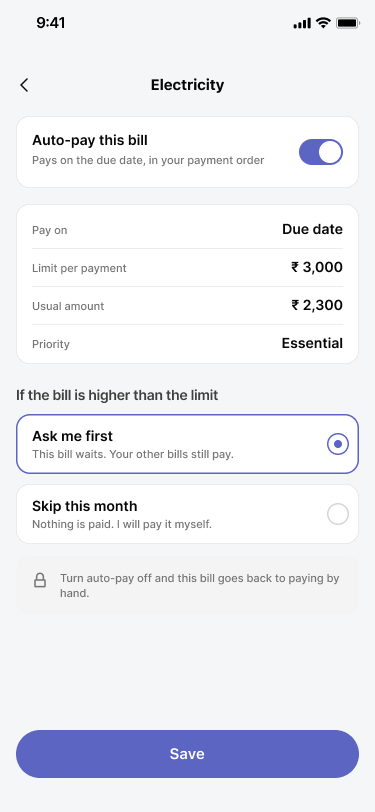 9:41
Electricity
Auto-pay this bill
Pays on the due date, in your payment order
Pay on
Due date
Limit per payment
₹ 3,000
Usual amount
₹ 2,300
Priority
Essential
If the bill is higher than the limit
Ask me first
This bill waits. Your other bills still pay.
Skip this month
Nothing is paid. I will pay it myself.
Turn auto-pay off and this bill goes back to paying by
hand.
Save